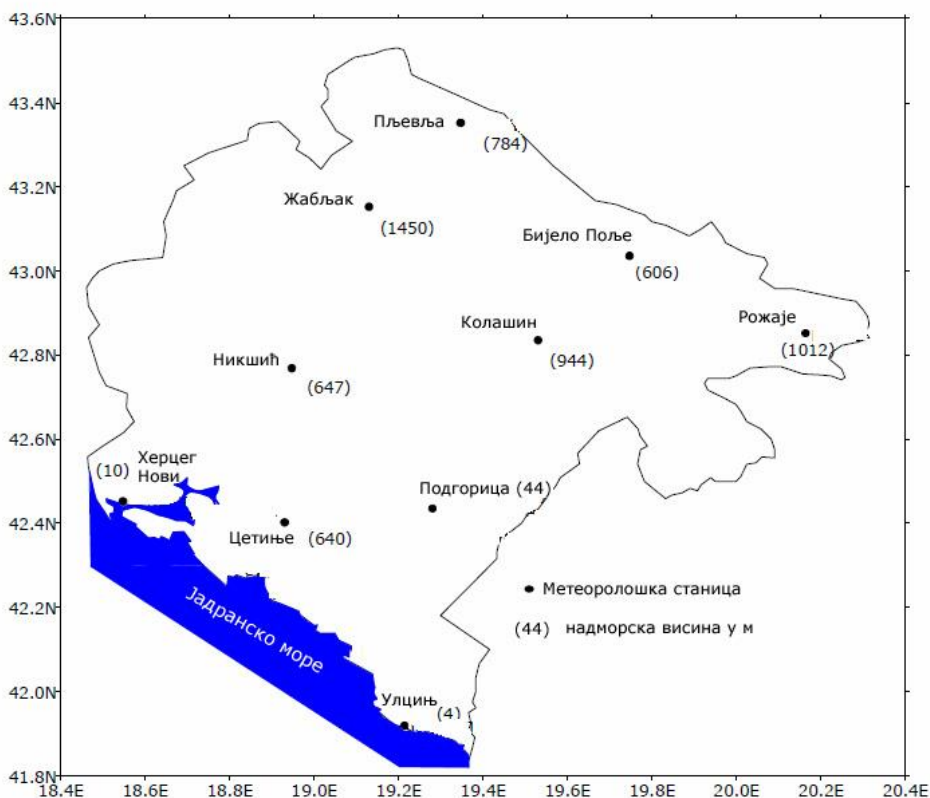 43.6N
43.4N
43.2N
43.0N
42.8N
42.6N
42.4N
42.2N
42.0N
41.8N
Пљевља
(784)
Жабљак
(1450)
Бијело Поље
(606)
Колашин
(944)
Рожаје
(1012)
Никшић
(647)
(10) Херцег
Нови
Подгорица (44)
Цетиње (640)
Метеоролошка станица
(44) надморска висина у м
Јадранско море
Улцињ
(4)
18.4E 18.6E 18.8E 19.0E 19.2E 19.4E 19.6E 19.8E 20.0E 20.2E 20.4E